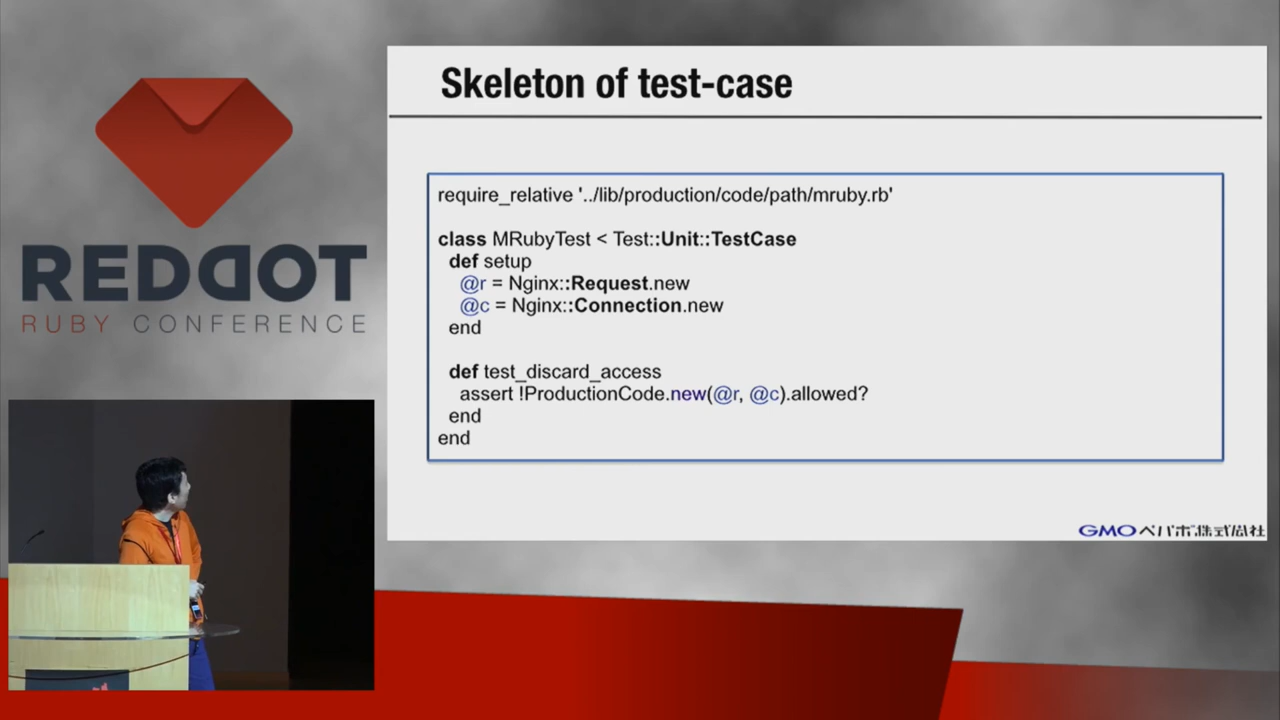 REDDOT
RUBY CONFERENCE
Skeleton of test-case
require_relative '../lib/production/code/path/mruby.rb'
class MRubyTest < Test::Unit::TestCase
def setup
@r = Nginx::Request.new
@c = Nginx::Connection.new
end
def test_discard_access
assert !ProductionCode.new(@r, @c).allowed?
end
end
GMOペパボ株式会社